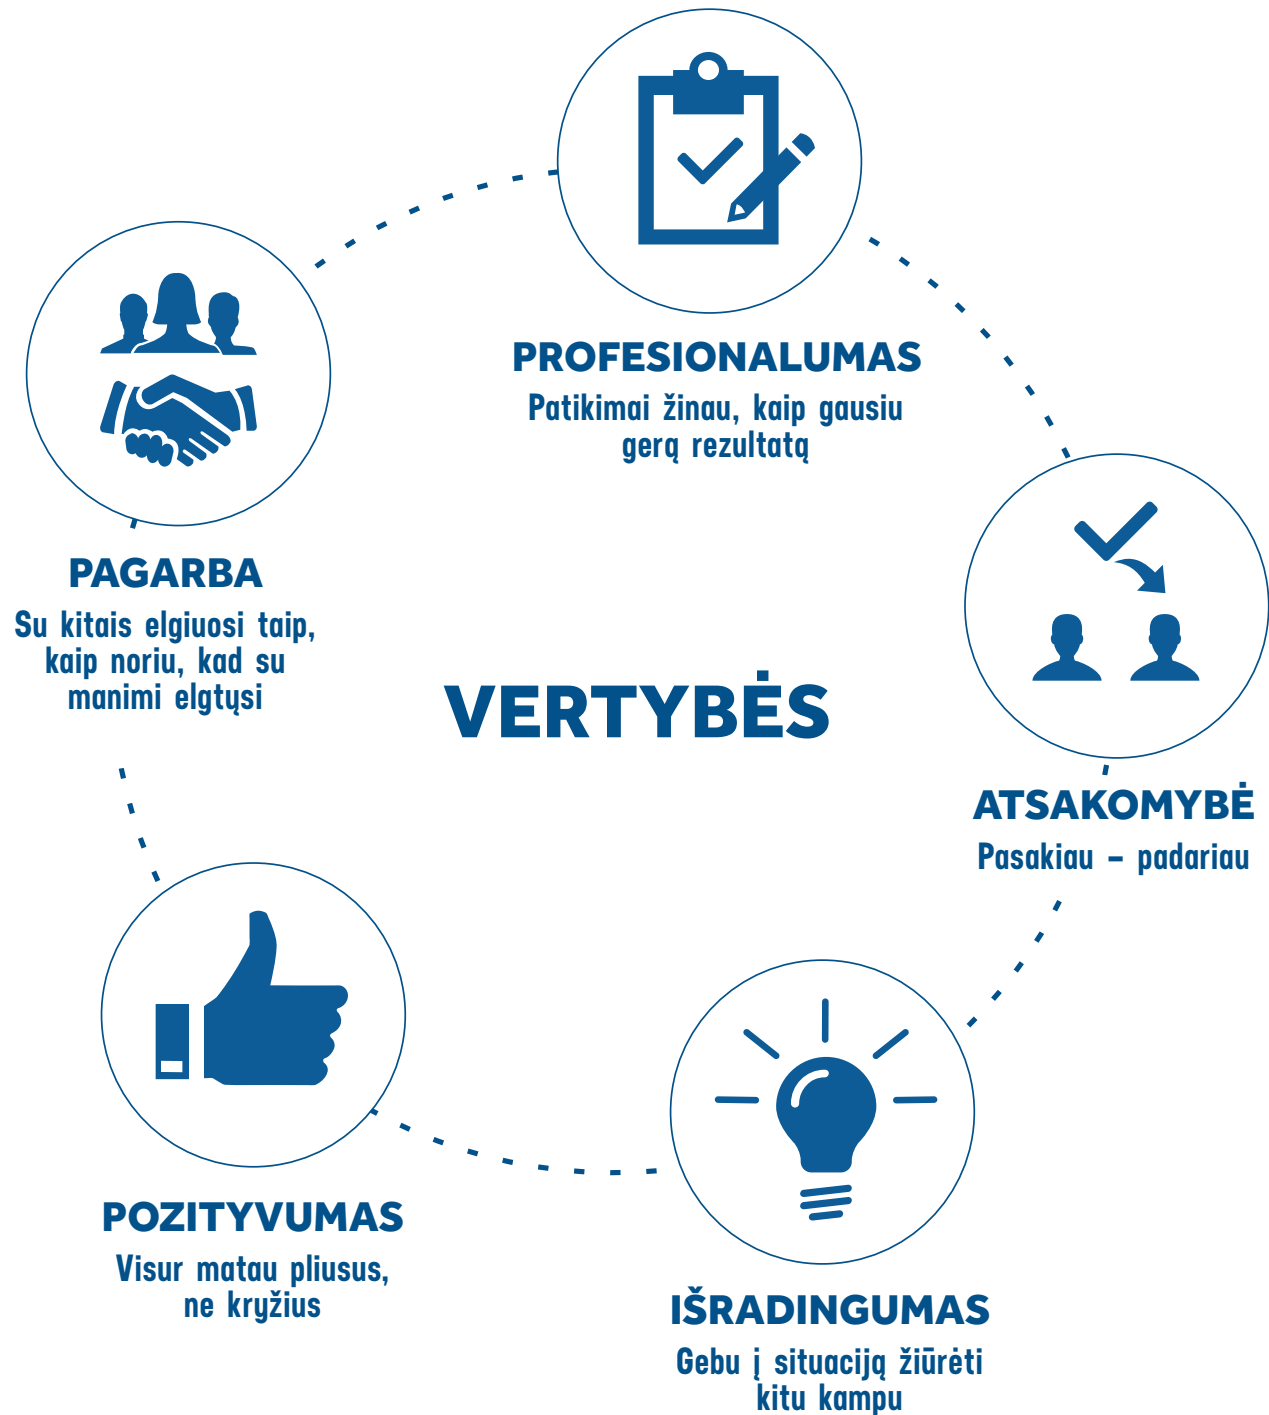 PROFESIONALUMAS
Patikimai žinau, kaip gausiu
gerą rezultatą
PAGARBA
Su kitais elgiuosi taip,
kaip noriu, kad su
manimi elgtųsi
VERTYBĖS
ATSAKOMYBĖ
Pasakiau – padariau
POZITYVUMAS
Visur matau pliusus,
ne kryžius
IŠRADINGUMAS
Gebu į situaciją žiūrėti
kitu kampu